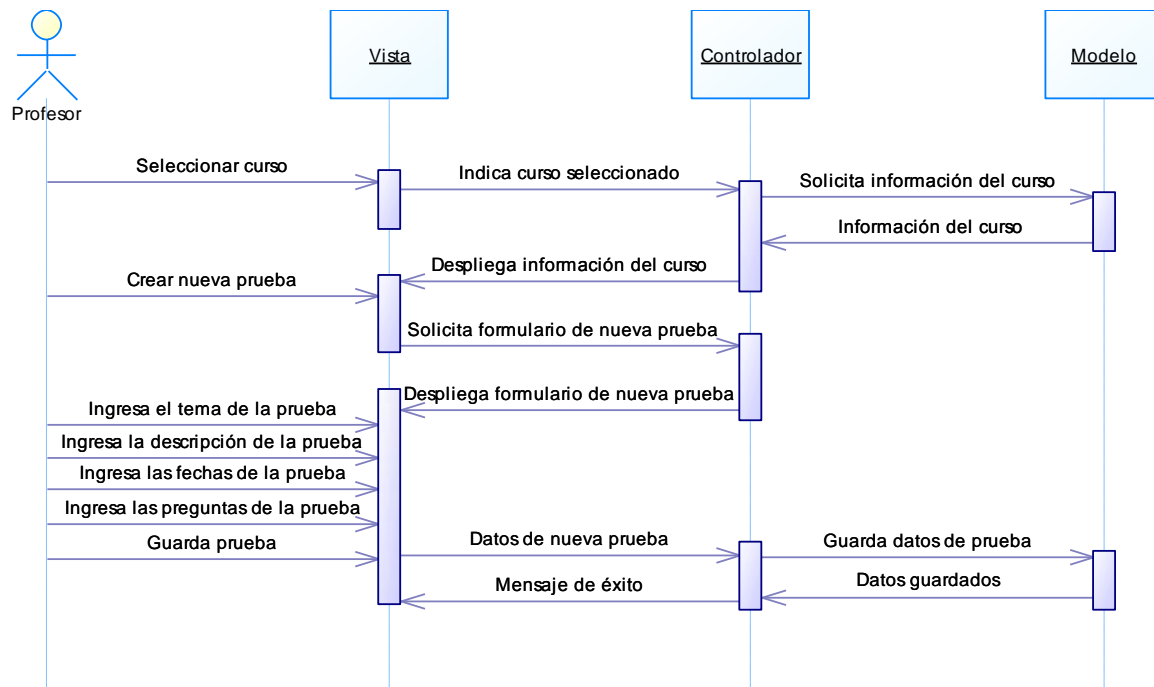 Profesor
Vista
Controlador
Modelo
Seleccionar curso
Indica curso seleccionado
Solicita información del curso
Información del curso
Despliega información del curso
Crear nueva prueba
Solicita formulario de nueva prueba
Despliega formulario de nueva prueba
Ingresa el tema de la prueba
Ingresa la descripción de la prueba
Ingresa las fechas de la prueba
Ingresa las preguntas de la prueba
Guarda prueba
Datos de nueva prueba
Guarda datos de prueba
Datos guardados
Mensaje de éxito